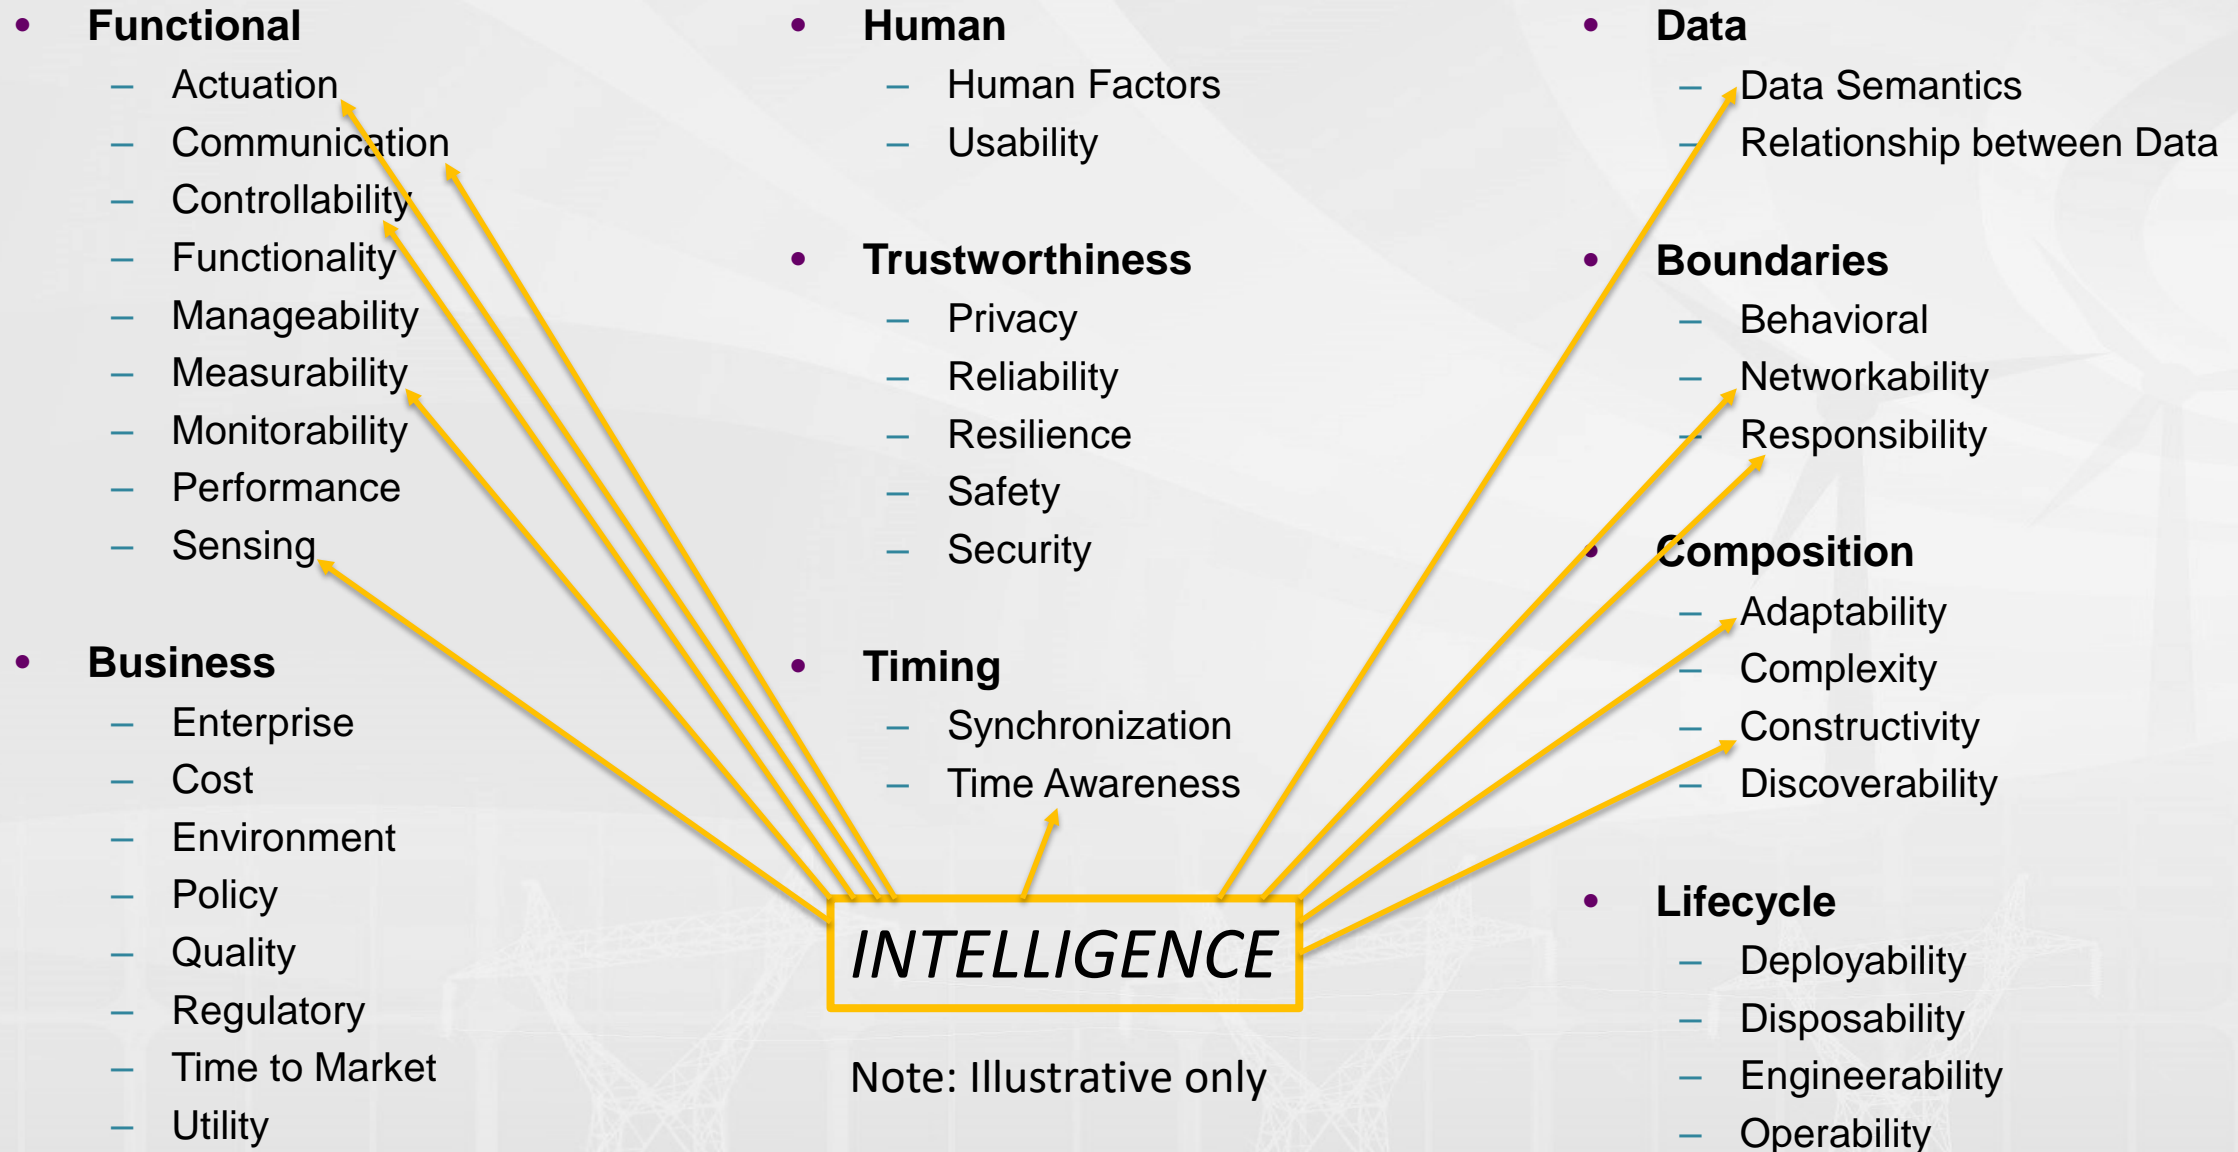 • Functional
– Actuation
– Communication
– Controllability
– Functionality
– Manageability
– Measurability
– Monitorability
– Performance
– Sensing
• Business
– Enterprise
– Cost
– Environment
– Policy
– Quality
– Regulatory
– Time to Market
– Utility
• Human
– Human Factors
– Usability
• Trustworthiness
– Privacy
– Reliability
– Resilience
– Safety
– Security
• Timing
– Synchronization
– Time Awareness
INTELLIGENCE
Note: Illustrative only
• Data
– Data Semantics
– Relationship between Data
• Boundaries
– Behavioral
– Networkability
– Responsibility
• Composition
– Adaptability
– Complexity
– Constructivity
– Discoverability
• Lifecycle
– Deployability
– Disposability
– Engineerability
– Operability